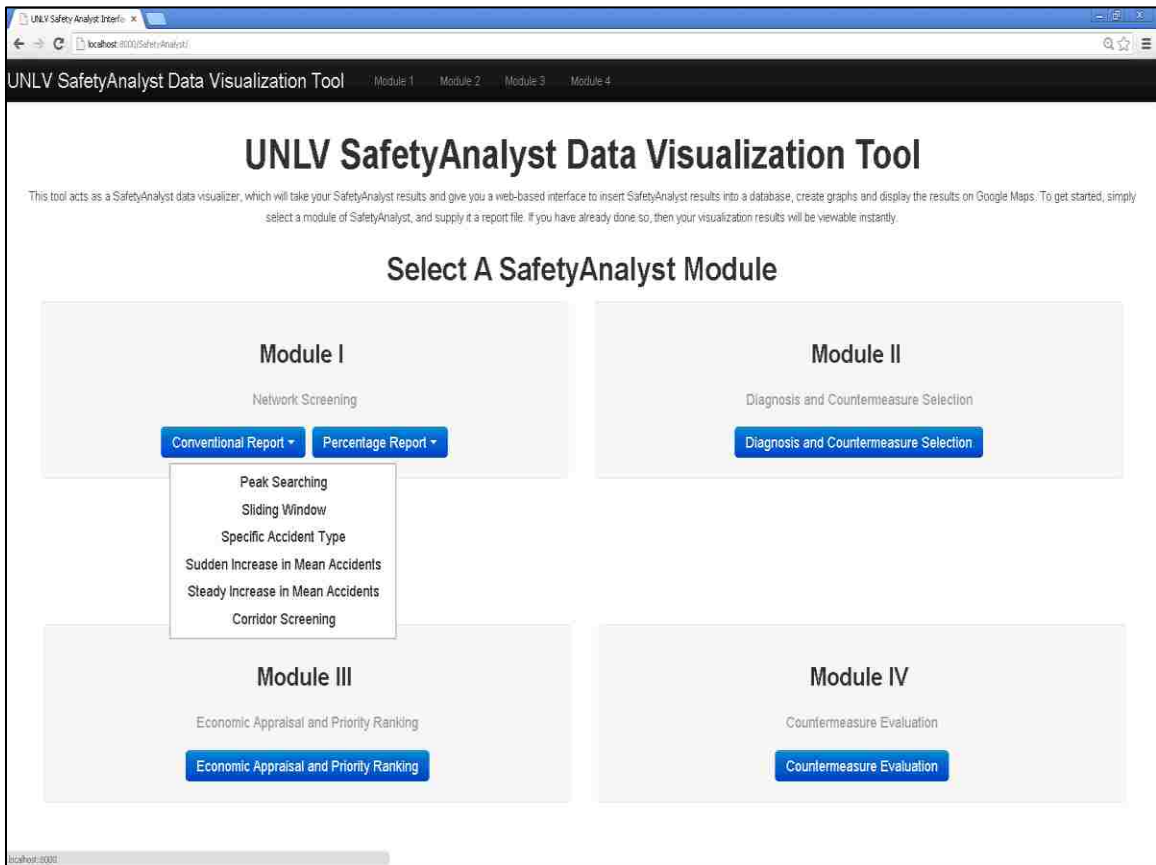 UNLV Safety Analyst Interfe
localhost:8000/SafetyAnalyst/
UNLV SafetyAnalyst Data Visualization Tool Module 1 Module 2 Module 3 Module 4
UNLV SafetyAnalyst Data Visualization Tool
This tool acts as a SafetyAnalyst data visualizer, which will take your SafetyAnalyst results and give you a web-based interface to insert SafetyAnalyst results into a database, create graphs and display the results on Google Maps. To get started, simply
select a module of SafetyAnalyst, and supply it a report file. If you have already done so, then your visualization results will be viewable instantly.
Select A SafetyAnalyst Module
Module I
Network Screening
Conventional Report Percentage Report
Peak Searching
Sliding Window
Specific Accident Type
Sudden Increase in Mean Accidents
Steady Increase in Mean Accidents
Corridor Screening
Module II
Diagnosis and Countermeasure Selection
Diagnosis and Countermeasure Selection
Module III
Economic Appraisal and Priority Ranking
Economic Appraisal and Priority Ranking
Module IV
Countermeasure Evaluation
Countermeasure Evaluation
localhost:8000